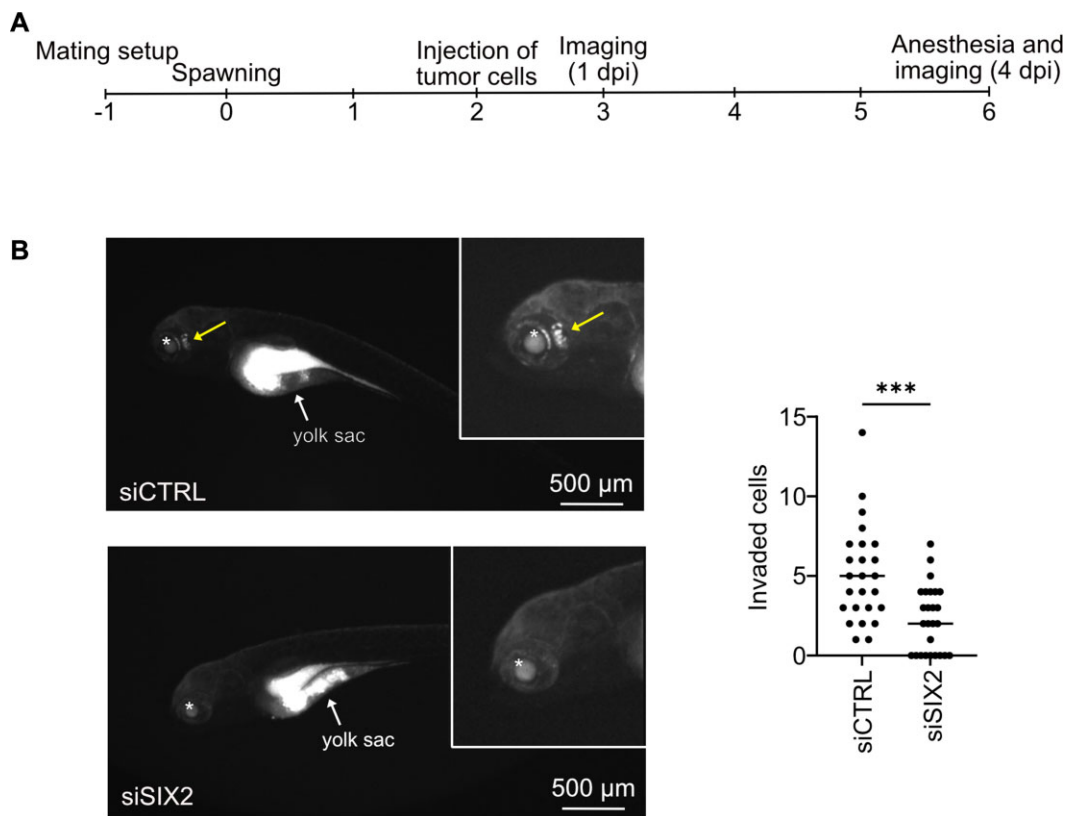 A
Mating setup
Spawning
Injection of
tumor cells
Imaging
(1 dpi)
Anesthesia and
imaging (4 dpi)
-1 0 1 2 3 4 5 6
B
*
*
yolk sac
siCTRL
500 µm
*
*
yolk sac
siSIX2
500 µm
***
15
10
5
0
Invaded cells
siCTRL
siSIX2